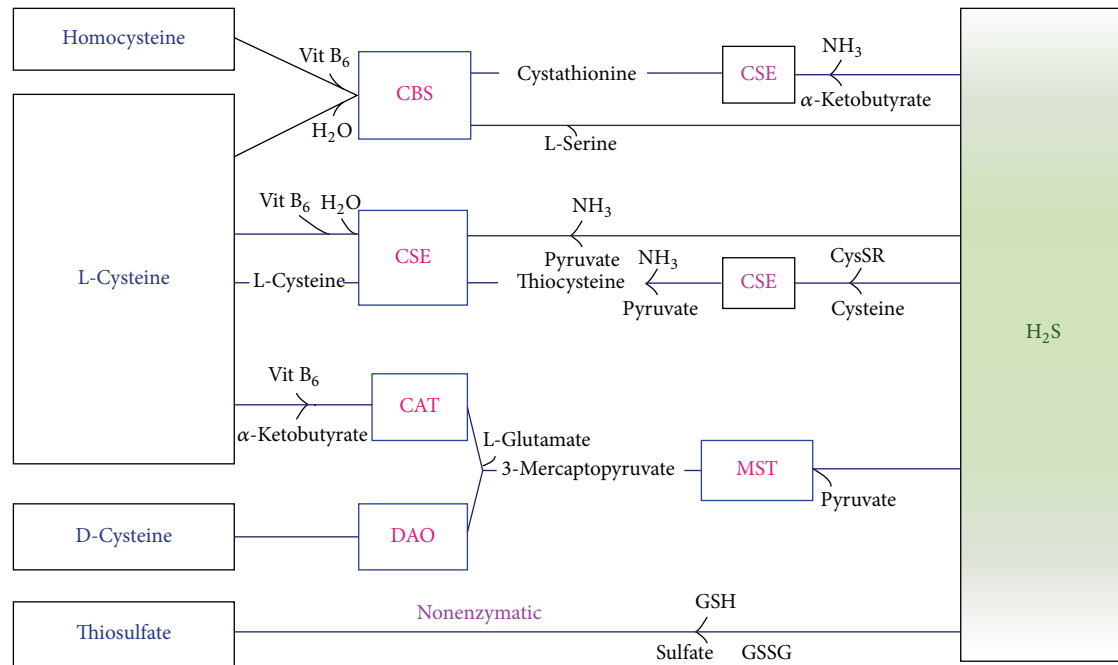 Homocysteine
Vit B₆
CBS
Cystathionine
CSE
NH₃
α-Ketobutyrate
H₂O
L-Serine
L-Cysteine
Vit B₆
H₂O
CSE
NH₃
Pyruvate
L-Cysteine
Thiocysteine
NH₃
Pyruvate
CSE
CysSR
Cysteine
H₂S
Vit B₆
α-Ketobutyrate
CAT
L-Glutamate
3-Mercaptopyruvate
MST
Pyruvate
D-Cysteine
DAO
Thiosulfate
Nonenzymatic
GSH
Sulfate GSSG